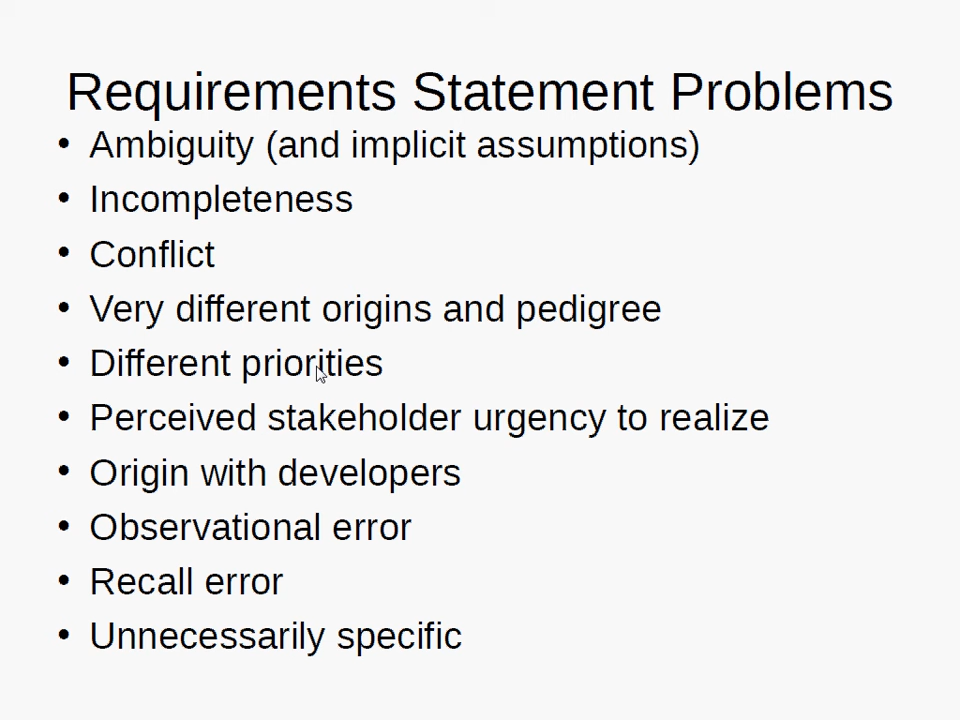 Requirements Statement Problems
• Ambiguity (and implicit assumptions)
• Incompleteness
• Conflict
• Very different origins and pedigree
• Different priorities
• Perceived stakeholder urgency to realize
• Origin with developers
• Observational error
• Recall error
• Unnecessarily specific